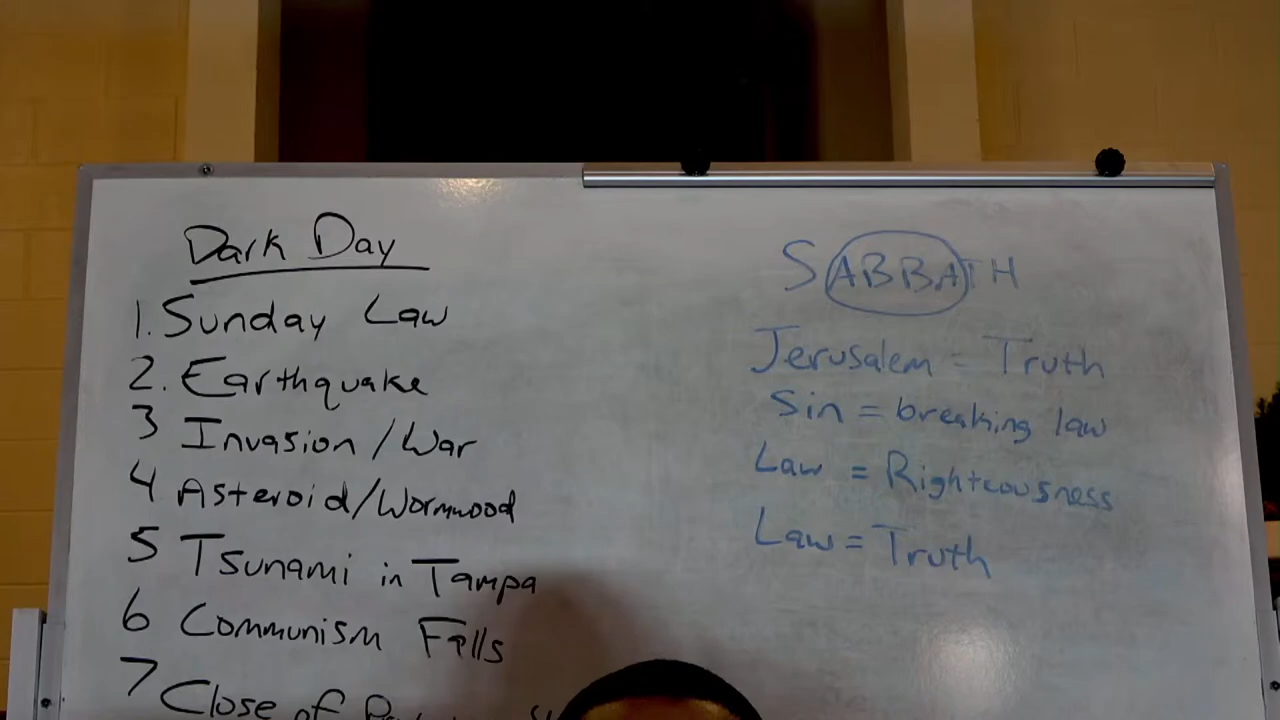 Dark Day
1. Sunday Law
2. Earthquake
3 Invasion / War
4 Asteroid/Wormwood
5 Tsunami in Tampa
6 Communism Falls
7 Close of
SABBATH
Jerusalem = Truth
Sin = breaking law
Law = Righteousness
Law = Truth